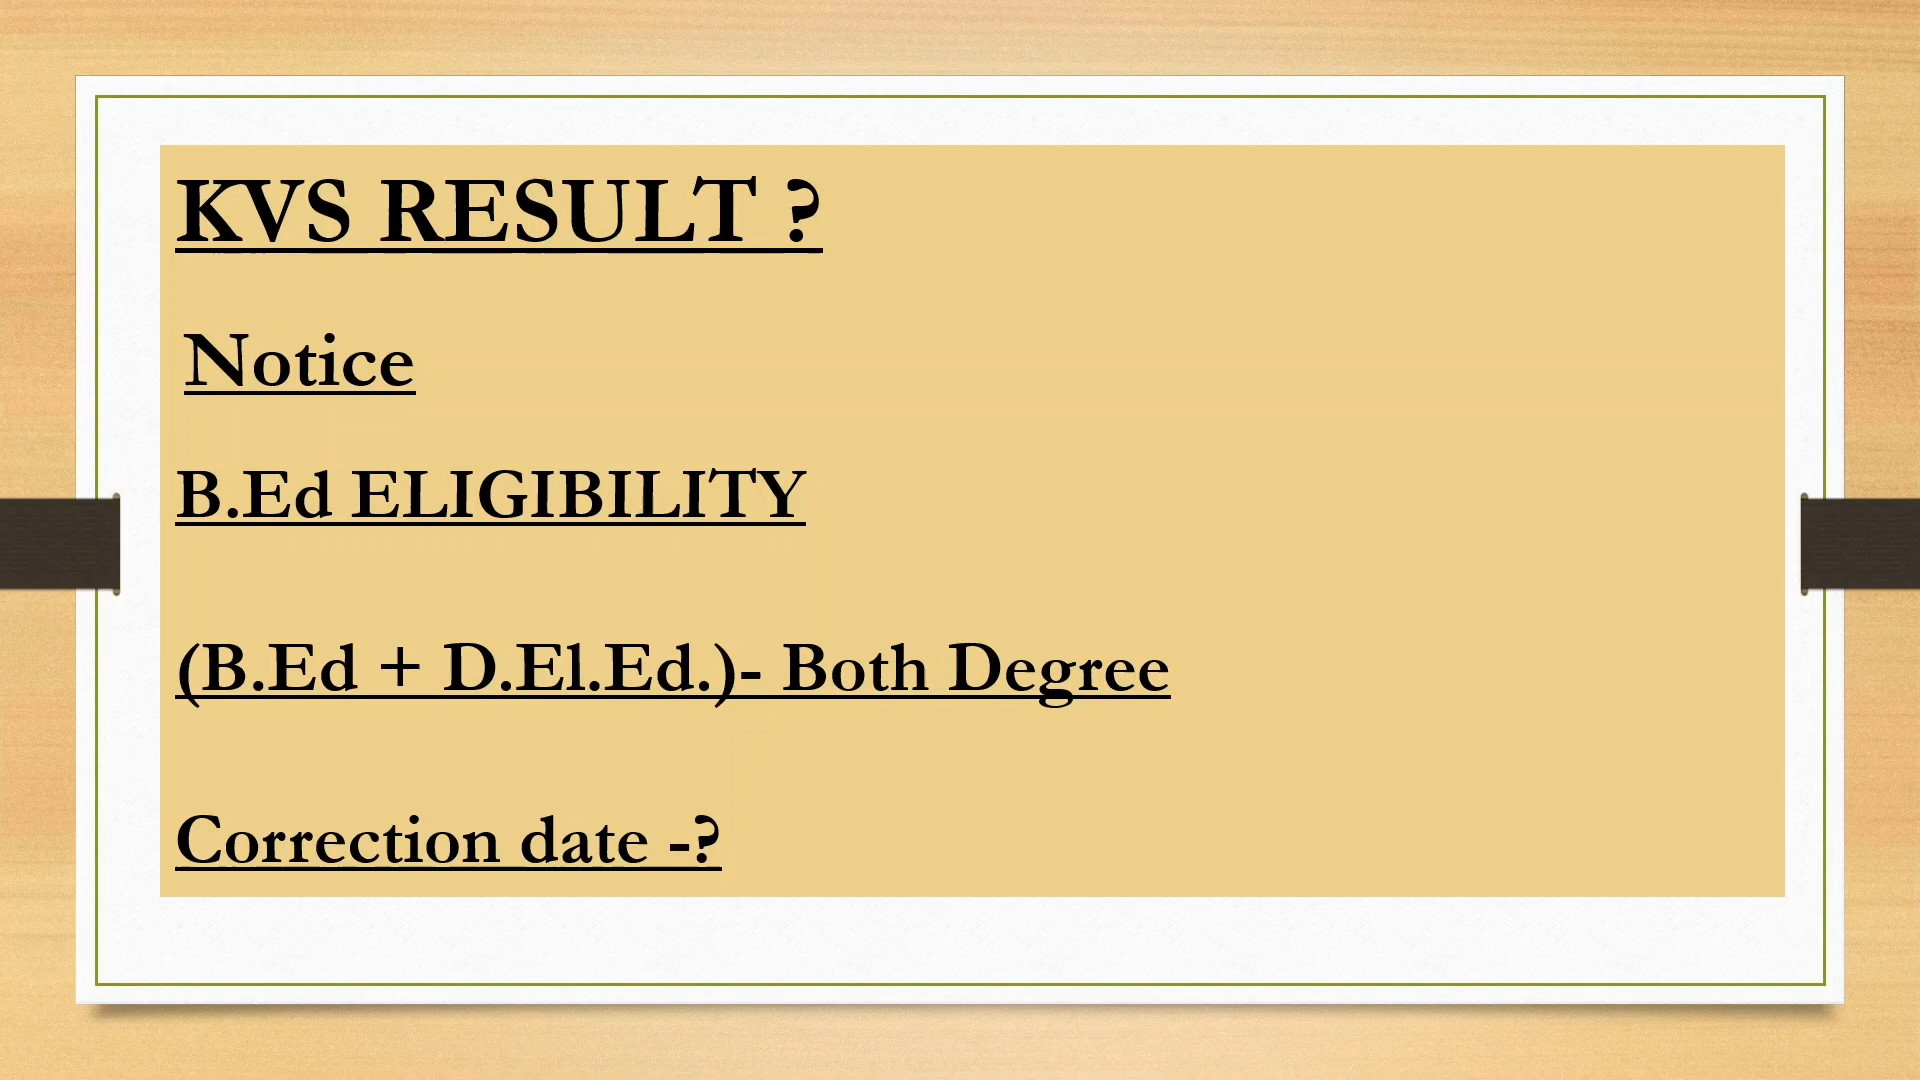 KVS RESULT ?
Notice
B.Ed ELIGIBILITY
(B.Ed + D.El.Ed.)- Both Degree
Correction date -?